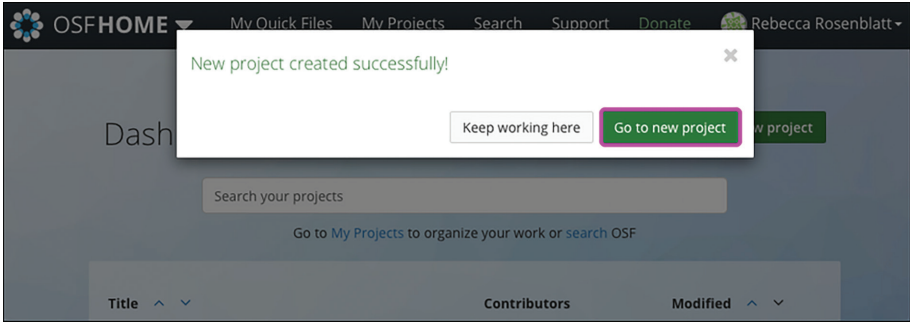 OSFHOME My Quick Files My Projects Search Support Donate Rebecca Rosenblatt
New project created successfully!
Keep working here Go to new project
Dash w project
Search your projects
Go to My Projects to organize your work or search OSF
Title Contributors Modified